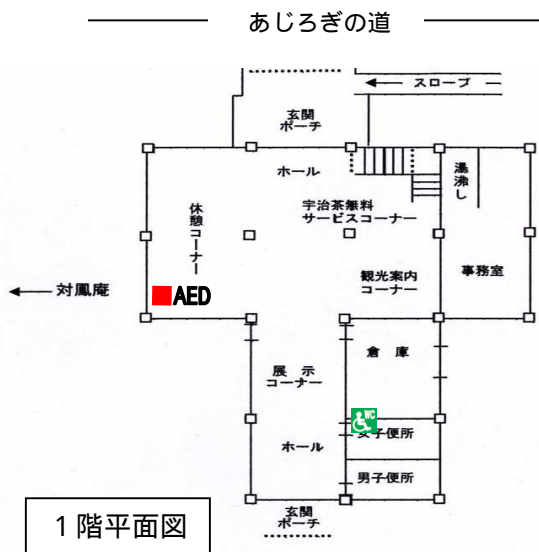 あじろぎの道
スロープ
玄関
ポーチ
ホール
湯沸し
宇治茶無料
サービスコーナー
休憩コーナー
観光案内
コーナー
事務室
対鳳庵
AED
倉庫
展示
コーナー
WC
女子便所
ホール
男子便所
玄関
ポーチ
1階平面図